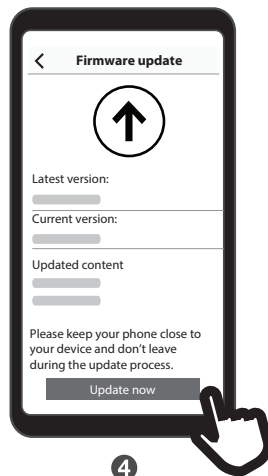 Firmware update
Latest version:
Current version:
Updated content
Please keep your phone close to
your device and don’t leave
during the update process.
Update now
4